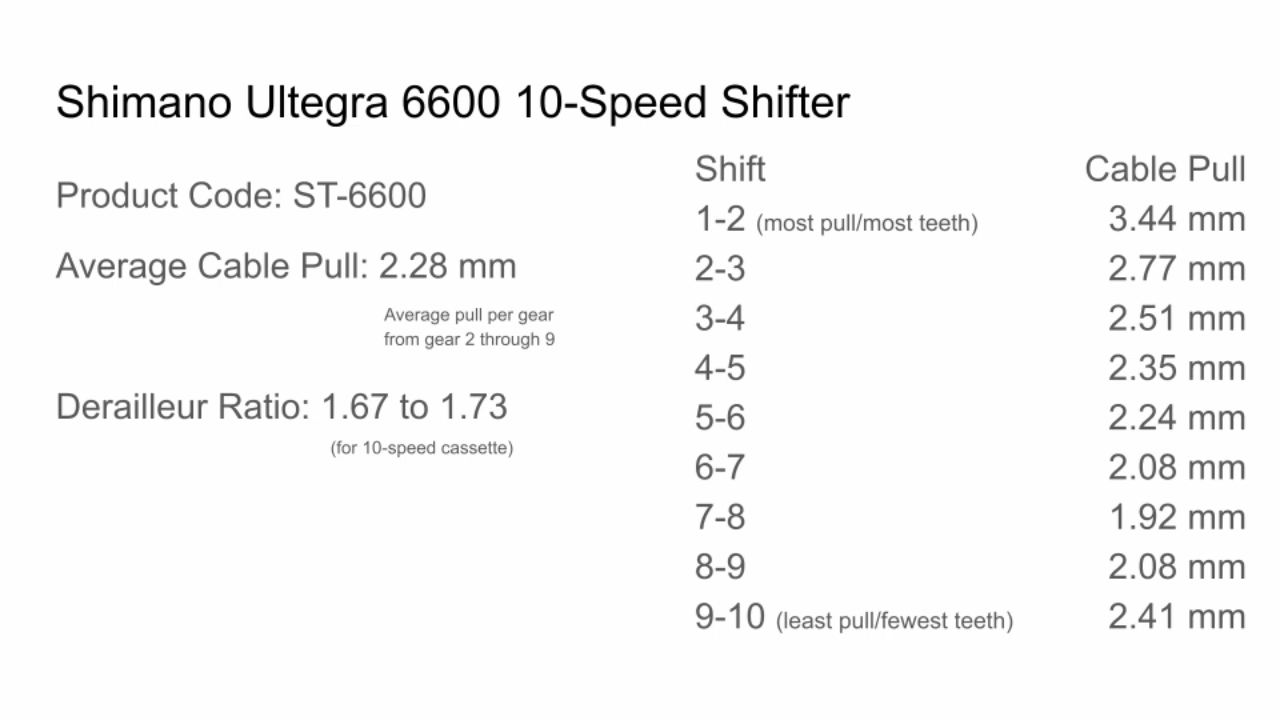 Shimano Ultegra 6600 10-Speed Shifter
Product Code: ST-6600
Average Cable Pull: 2.28 mm
Average pull per gear
from gear 2 through 9
Derailleur Ratio: 1.67 to 1.73
(for 10-speed cassette)
Shift Cable Pull
1-2 (most pull/most teeth) 3.44 mm
2-3 2.77 mm
3-4 2.51 mm
4-5 2.35 mm
5-6 2.24 mm
6-7 2.08 mm
7-8 1.92 mm
8-9 2.08 mm
9-10 (least pull/fewest teeth) 2.41 mm